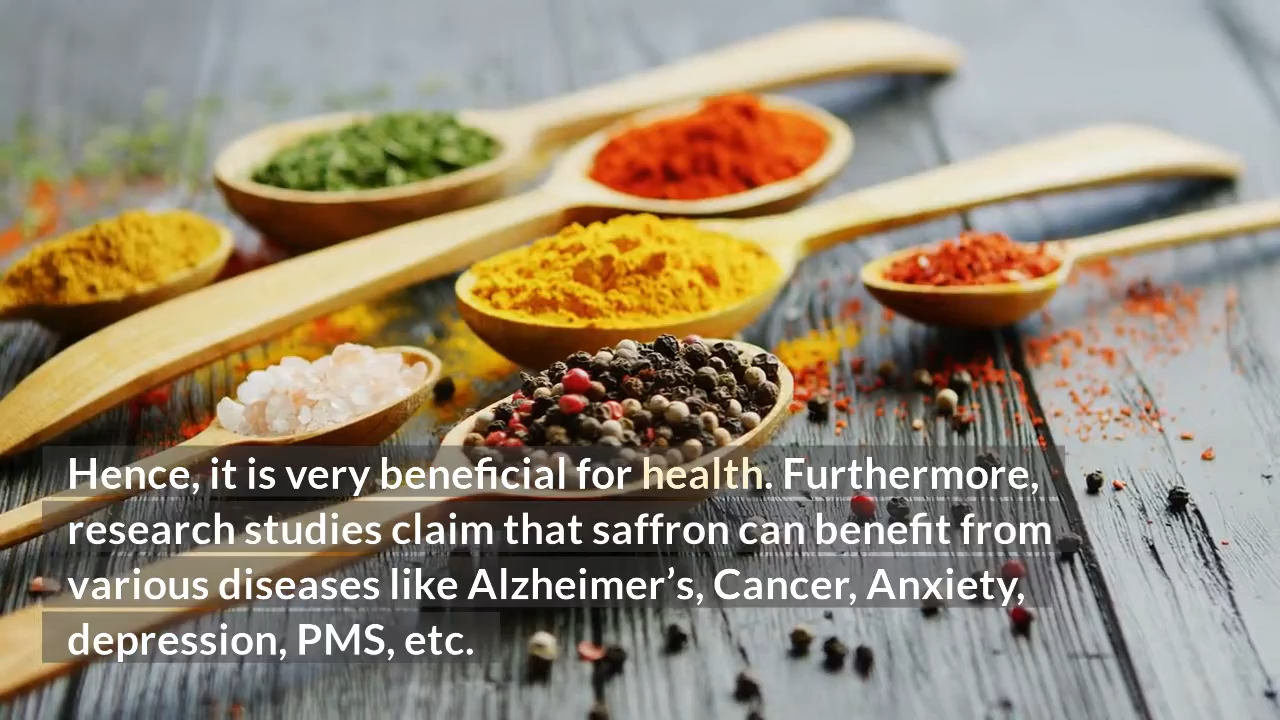 Hence, it is very beneficial for health. Furthermore,
research studies claim that saffron can benefit from
various diseases like Alzheimer’s, Cancer, Anxiety,
depression, PMS, etc.